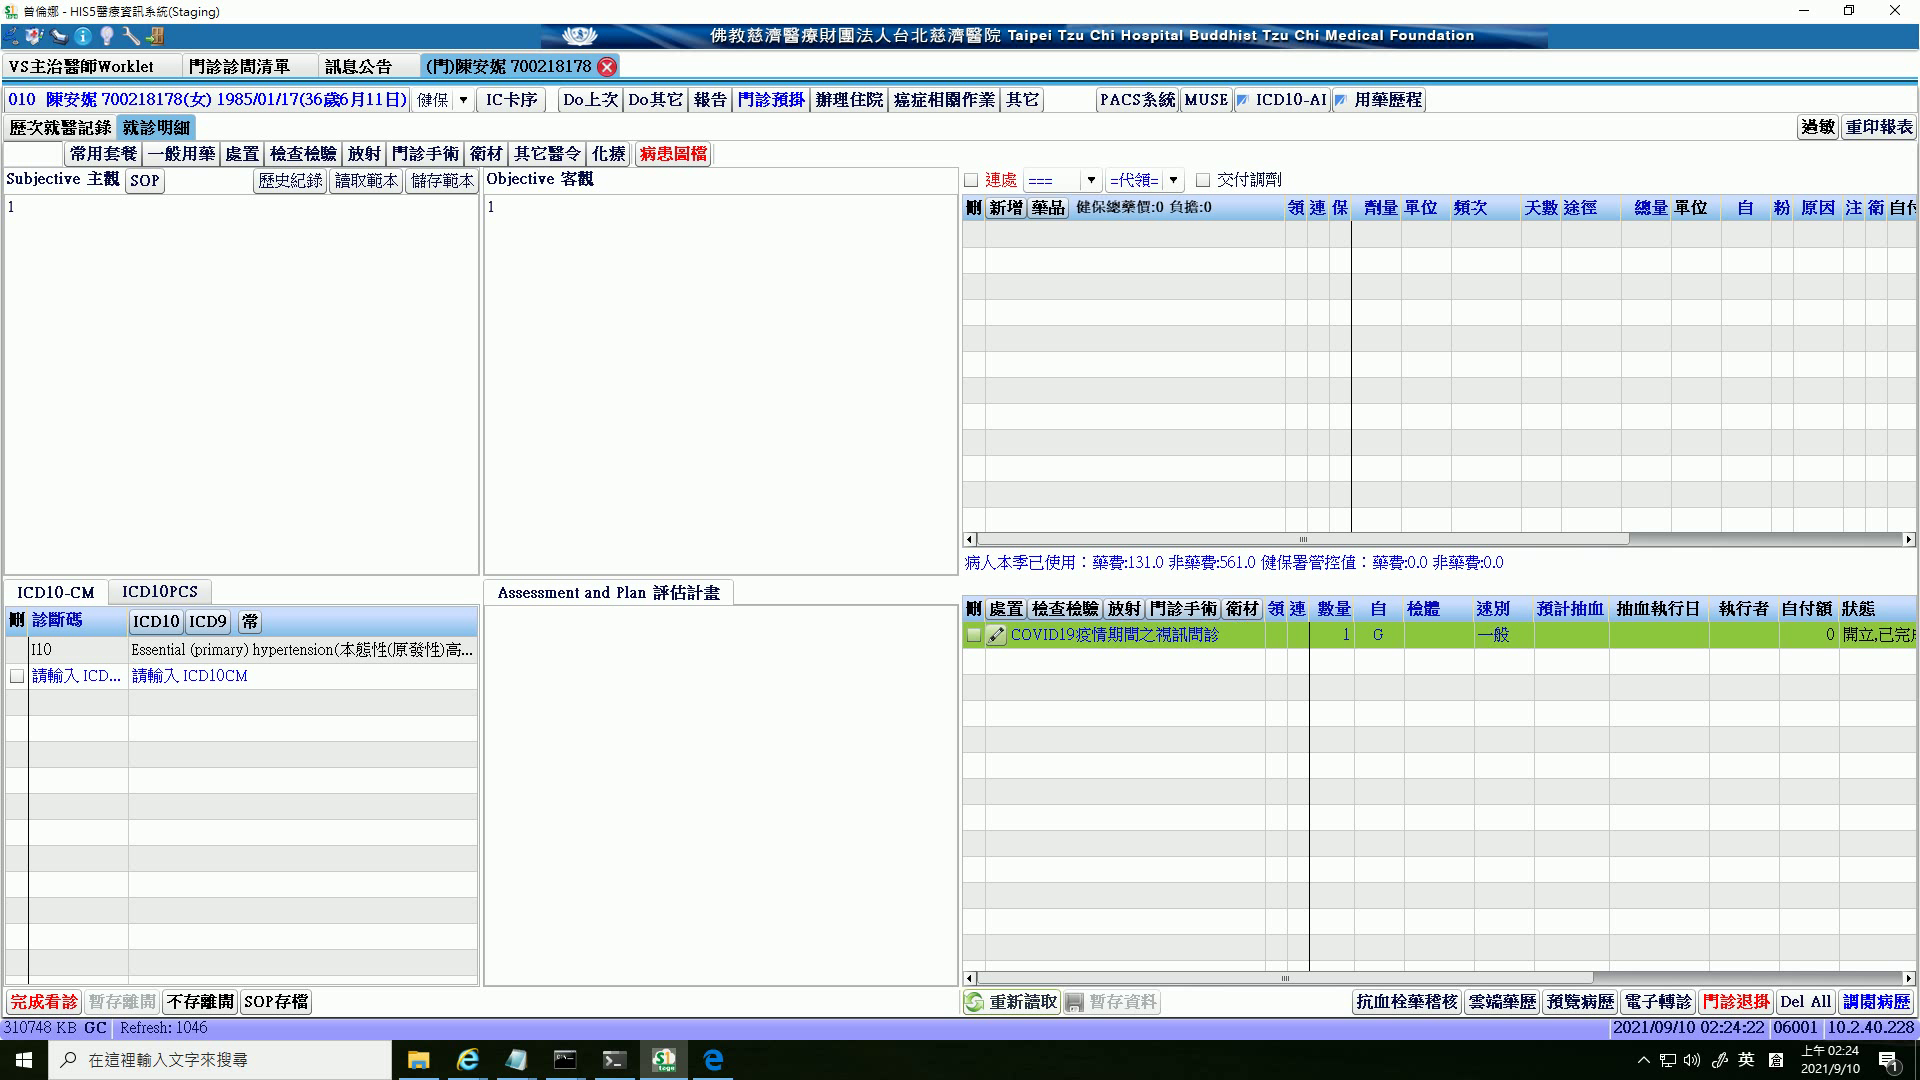 曾倫娜 - HIS5醫療資訊系統(Staging)
佛教慈濟醫療財團法人台北慈濟醫院 Taipei Tzu Chi Hospital Buddhist Tzu Chi Medical Foundation
VS主治醫師Worklet 門診診間清單 訊息公告 (門)陳安妮 700218178
010 陳安妮 700218178(女) 1985/01/17(36歲6月11日) 健保 IC卡序 Do上次 Do其它 報告 門診預掛 辦理住院 癌症相關作業 其它 PACS系統 MUSE ICD10-AI 用藥歷程
歷次就醫記錄 就診明細 過敏 重印報表
常用套餐 一般用藥 處置 檢查檢驗 放射 門診手術 衛材 其它醫令 化療 病患圖檔
Subjective 主觀 SOP 歷史紀錄 讀取範本 儲存範本 Objective 客觀 連處 === =代領= 交付調劑
1 1
刪 新增 藥品 健保總藥價:0 負擔:0 領 連 保 劑量 單位 頻次 天數 途徑 總量 單位 自 粉 原因 注 衛 自付
病人本季已使用：藥費:131.0 非藥費:561.0 健保署管控值：藥費:0.0 非藥費:0.0
ICD10-CM ICD10PCS Assessment and Plan 評估計畫
刪 診斷碼 ICD10 ICD9 常
I10 Essential (primary) hypertension(本態性(原發性)高...
請輸入 ICD... 請輸入 ICD10CM
刪 處置 檢查檢驗 放射 門診手術 衛材 領 連 數量 自 檢體 速別 預計抽血 抽血執行日 執行者 自付額 狀態
COVID19疫情期間之視訊問診 1 G 一般 0 開立,已完成
完成看診 暫存離開 不存離開 SOP存檔 重新讀取 暫存資料 抗血栓藥稽核 雲端藥歷 預覽病歷 電子轉診 門診退掛 Del All 調閱病歷
310748 KB GC Refresh: 1046 2021/09/10 02:24:22 06001 10.2.40.228
在這裡輸入文字來搜尋 英 上午 02:24
2021/9/10 1